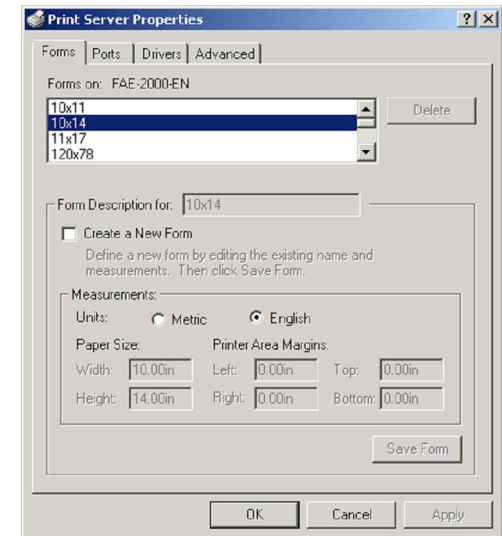 Print Server Properties
Forms Ports Drivers Advanced
Forms on: FAE-2000-EN
10x11
10x14
11x17
120x78
Delete
Form Description for: 10x14
Create a New Form
Define a new form by editing the existing name and
measurements. Then click Save Form.
Measurements:
Units: Metric English
Paper Size: Printer Area Margins:
Width: 10.00in Left: 0.00in Top: 0.00in
Height: 14.00in Right: 0.00in Bottom: 0.00in
Save Form
OK Cancel Apply